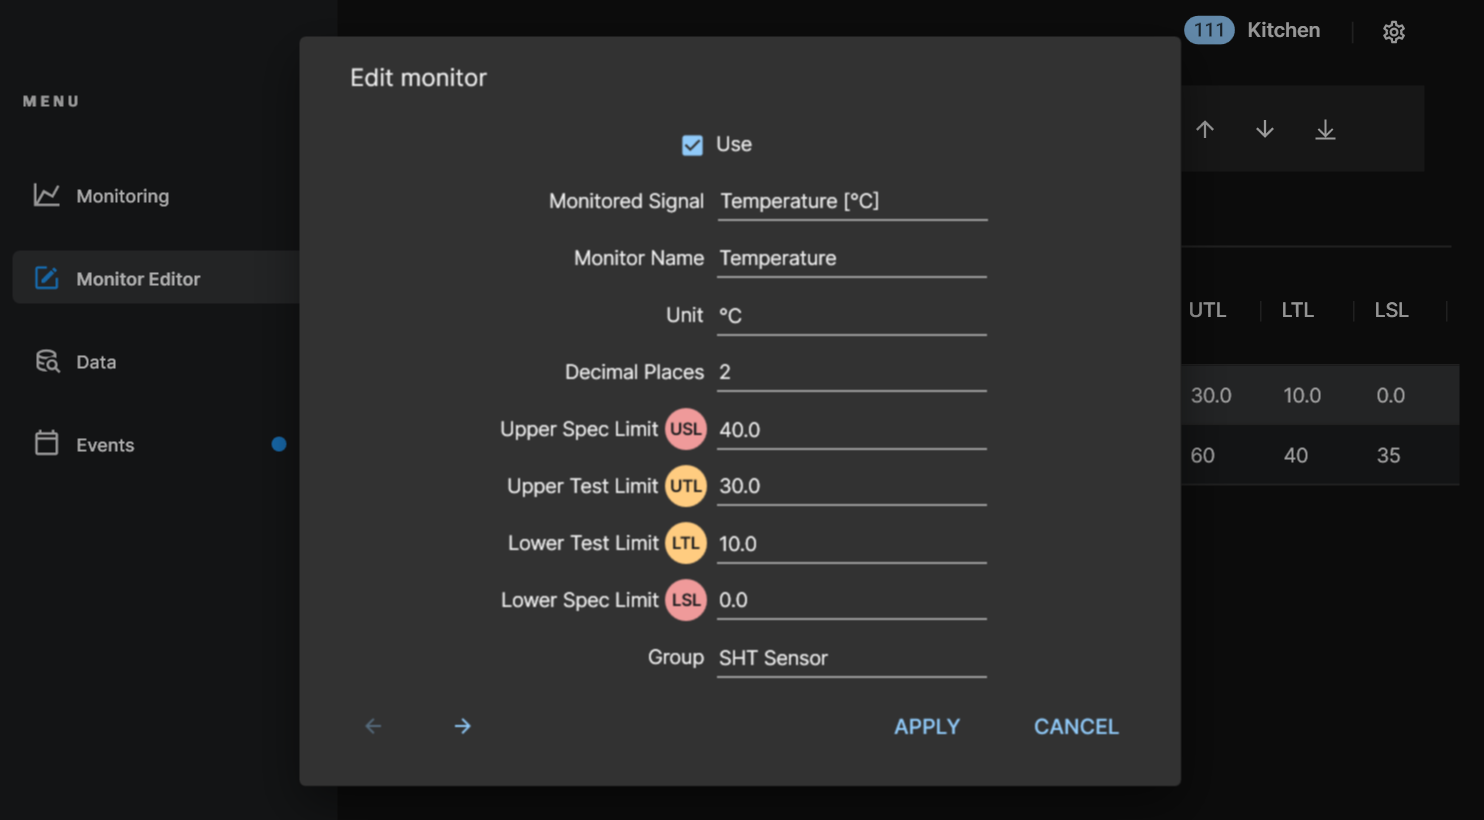 111 Kitchen
MENU
Monitoring
Monitor Editor
Data
Events
Edit monitor
Use
Monitored Signal Temperature [°C]
Monitor Name Temperature
Unit °C
Decimal Places 2
Upper Spec Limit USL 40.0
Upper Test Limit UTL 30.0
Lower Test Limit LTL 10.0
Lower Spec Limit LSL 0.0
Group SHT Sensor
APPLY CANCEL
UTL LTL LSL
30.0 10.0 0.0
60 40 35